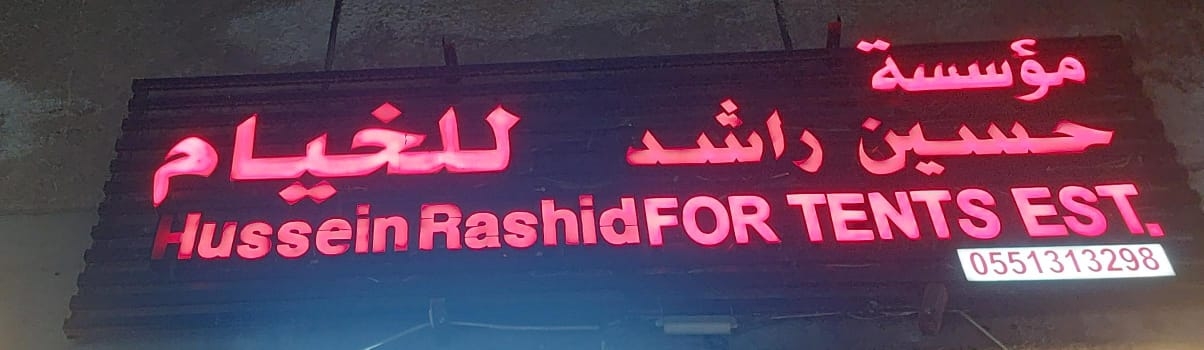 مؤسسة
حسين راشد للخيام
Hussein Rashid FOR TENTS EST.
0551313298